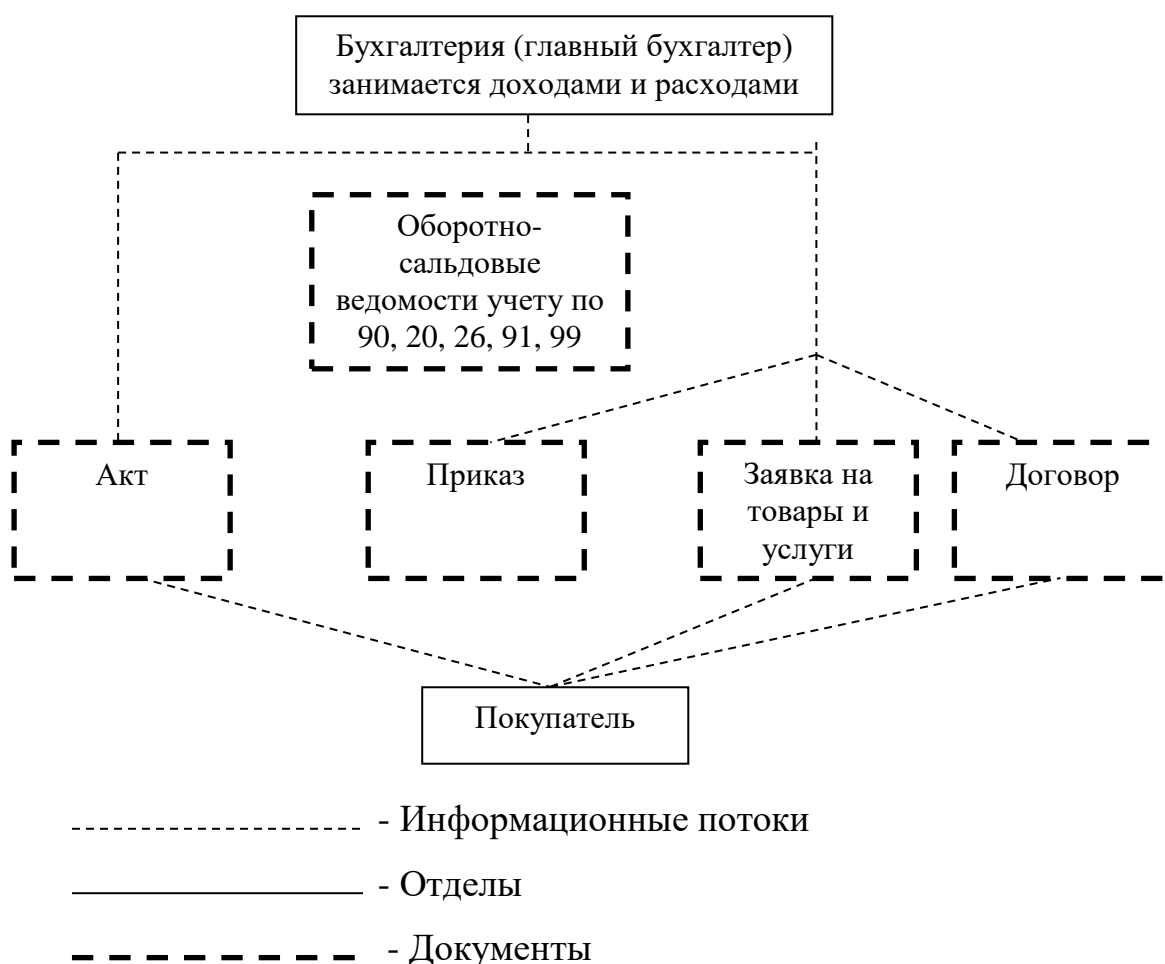 Бухгалтерия (главный бухгалтер)
занимается доходами и расходами
Оборотно-
сальдовые
ведомости учету по
90, 20, 26, 91, 99
Акт
Приказ
Заявка на
товары и
услуги
Договор
Покупатель
- Информационные потоки
- Отделы
- Документы